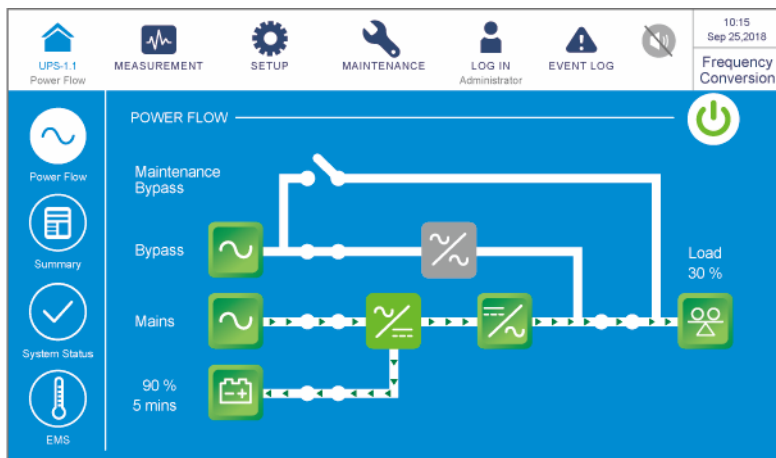 10:15
Sep 25,2018
UPS-1.1
Power Flow
MEASUREMENT
SETUP
MAINTENANCE
LOG IN
Administrator
EVENT LOG
Frequency
Conversion
POWER FLOW
Power Flow
Summary
System Status
EMS
Maintenance
Bypass
Bypass
Load
30 %
Mains
90 %
5 mins